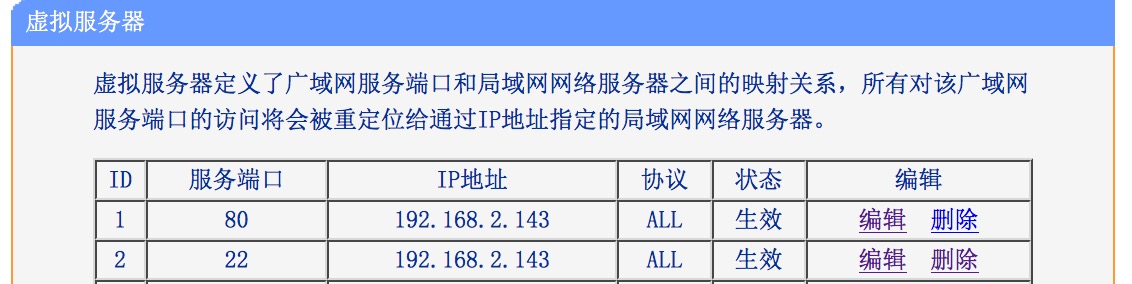 虚拟服务器
虚拟服务器定义了广域网服务端口和局域网网络服务器之间的映射关系，所有对该广域网
服务端口的访问将会被重定位给通过IP地址指定的局域网网络服务器。
ID 服务端口 IP地址 协议 状态 编辑
1 80 192.168.2.143 ALL 生效 编辑 删除
2 22 192.168.2.143 ALL 生效 编辑 删除